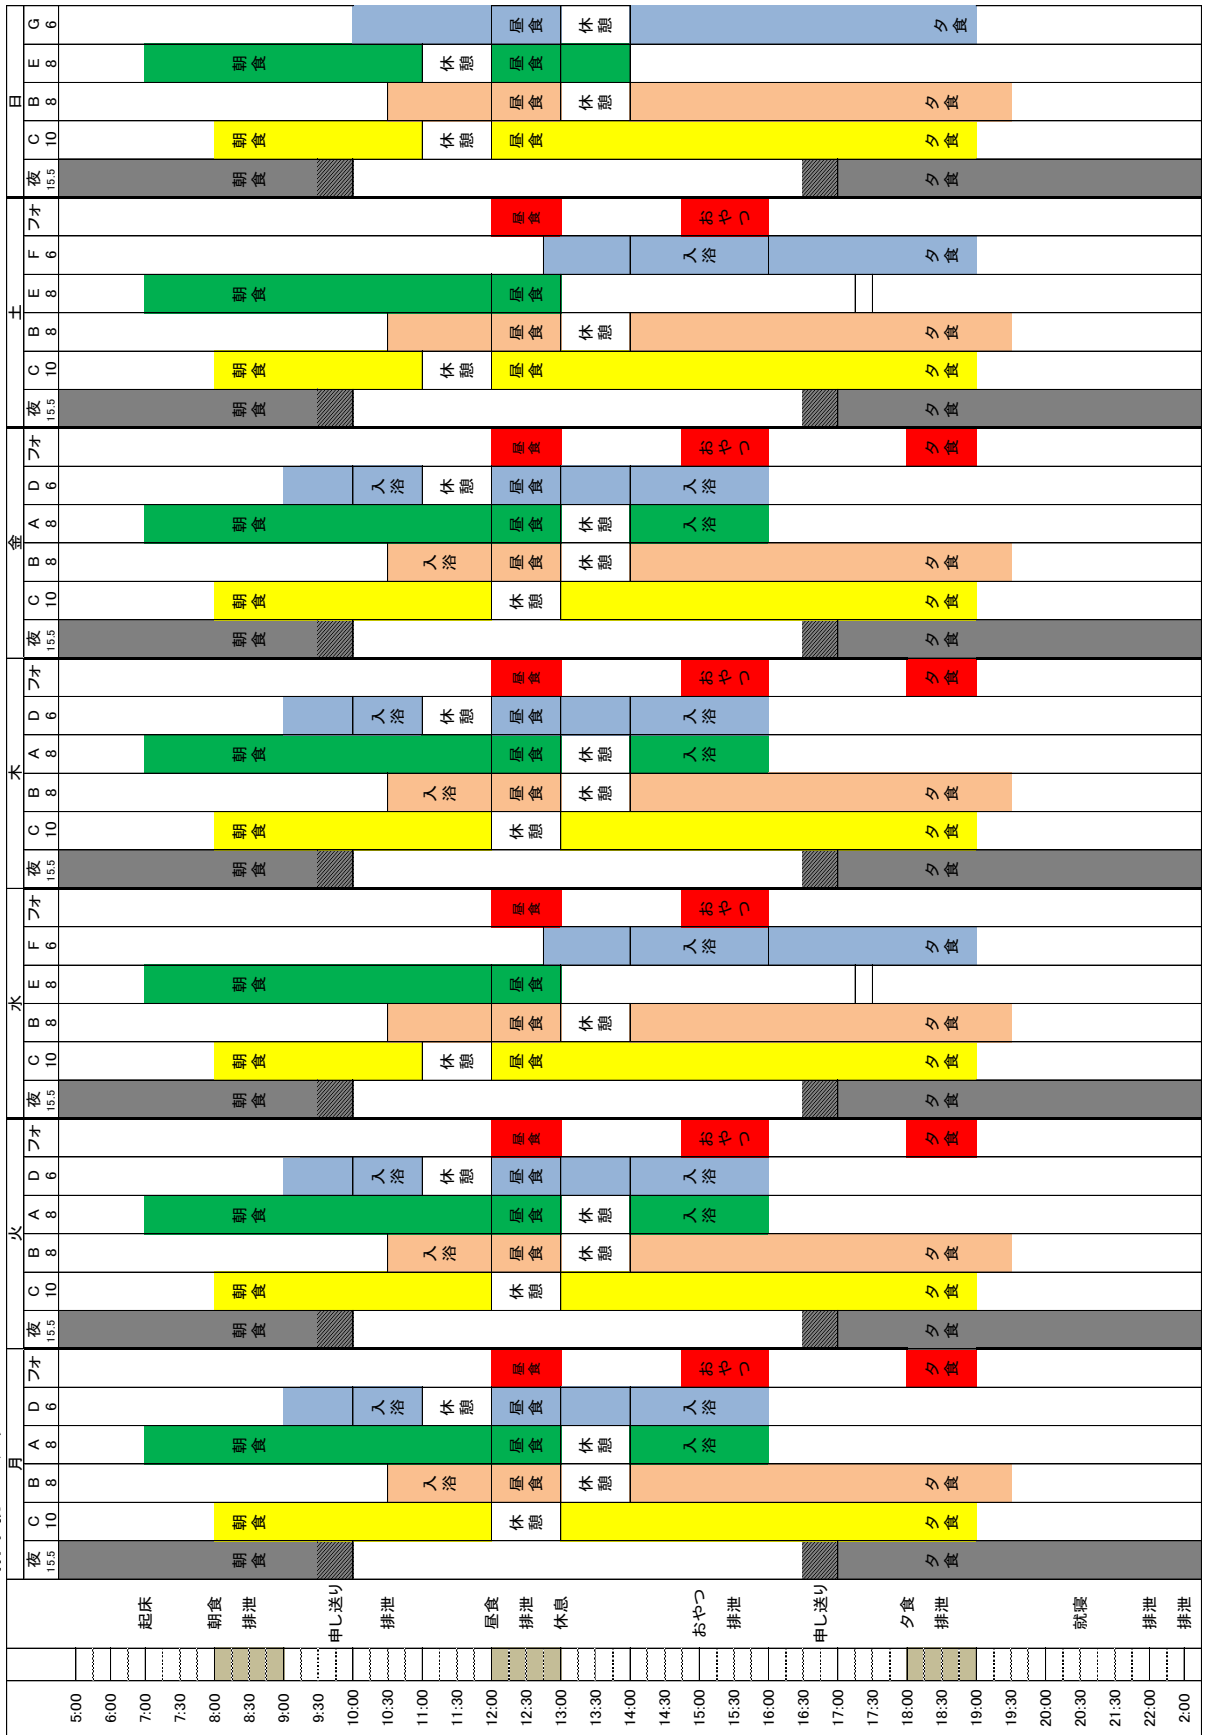 月 火 水 木 金 土 日
夜 C B A D フォ 夜 C B A D フォ 夜 C B E F フォ 夜 C B A D フォ 夜 C B A D フォ 夜 C B E F フォ 夜 C B E G
15.5 10 8 8 6 15.5 10 8 8 6 15.5 10 8 8 6 15.5 10 8 8 6 15.5 10 8 8 6 15.5 10 8 8 6 15.5 10 8 8 6
5:00
6:00
7:00 起床
7:30
8:00 朝食
8:30 排泄 朝食 朝食 朝食 朝食 朝食 朝食 朝食 朝食 朝食 朝食 朝食 朝食 朝食 朝食 朝食 朝食 朝食 朝食 朝食 朝食 朝食
9:00
9:30 申し送り
10:00
10:30 排泄 入浴 入浴 入浴 入浴
11:00
11:30 入浴 休憩 入浴 休憩 休憩 入浴 休憩 入浴 休憩 休憩 休憩 休憩
12:00 昼食
12:30 排泄 休憩 昼食 昼食 昼食 昼食 休憩 昼食 昼食 昼食 昼食 昼食 昼食 昼食 昼食 休憩 昼食 昼食 昼食 昼食 休憩 昼食 昼食 昼食 昼食 昼食 昼食 昼食 昼食 昼食 昼食 昼食 昼食
13:00 休息
13:30 休憩 休憩 休憩 休憩 休憩 休憩 休憩 休憩 休憩 休憩 休憩 休憩
14:00
14:30
15:00 おやつ 入浴 入浴 おやつ 入浴 入浴 おやつ 入浴 おやつ 入浴 入浴 おやつ 入浴 入浴 おやつ 入浴 おやつ
15:30 排泄
16:00
16:30
17:00 申し送り
17:30
18:00 夕食
18:30 排泄 夕食 夕食 夕食 夕食 夕食 夕食 夕食 夕食 夕食 夕食 夕食 夕食 夕食 夕食 夕食 夕食 夕食 夕食 夕食 夕食 夕食 夕食 夕食 夕食 夕食 夕食 夕食 夕食
19:00
19:30
20:00
20:30 就寝
21:30
22:00 排泄
2:00 排泄